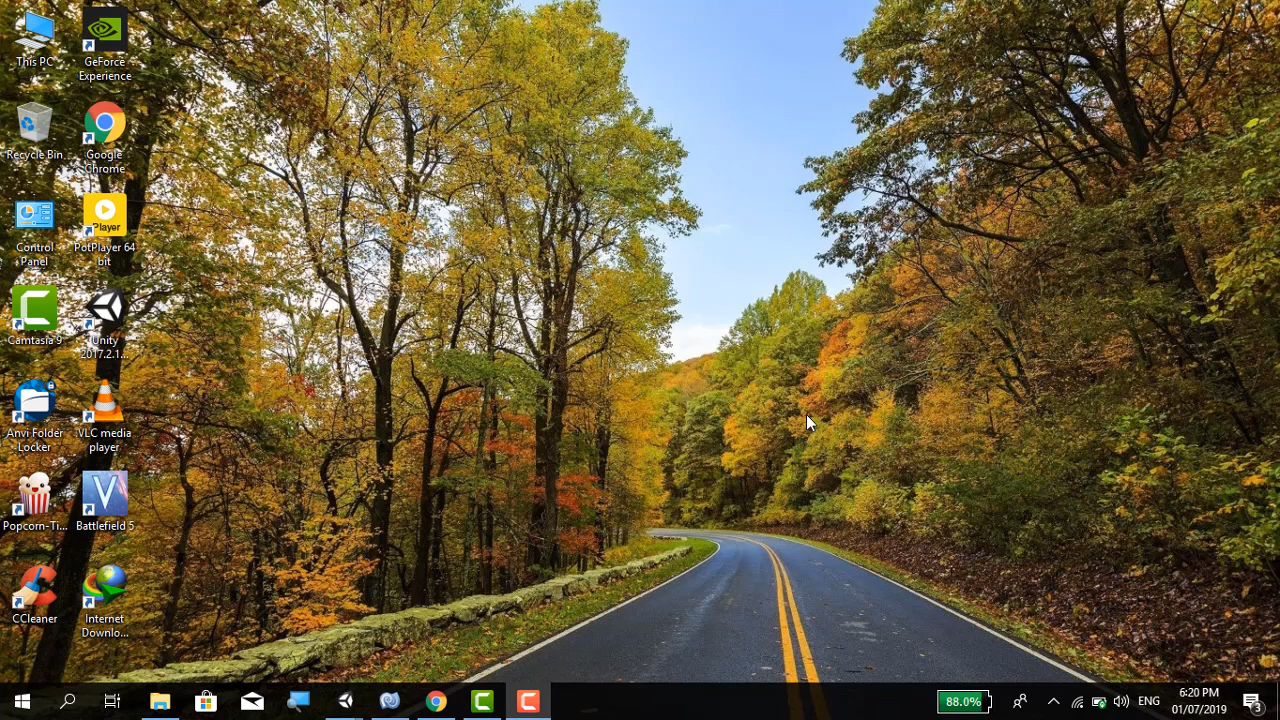 This PC
GeForce
Experience
Recycle Bin
Google
Chrome
Control
Panel
Player
PotPlayer 64
bit
Camtasia 9
Unity
2017.2.1...
Anvi Folder
Locker
VLC media
player
Popcorn-Ti...
V
Battlefield 5
CCleaner
Internet
Downlo...
88.0%
ENG
6:20 PM
01/07/2019
3